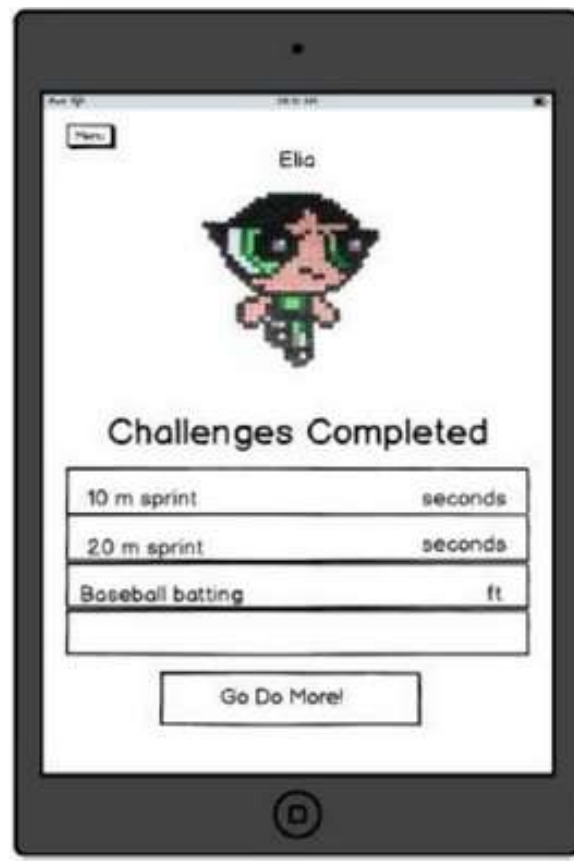 Menu
Elia
Challenges Completed
10 m sprint seconds
20 m sprint seconds
Baseball batting ft
Go Do More!